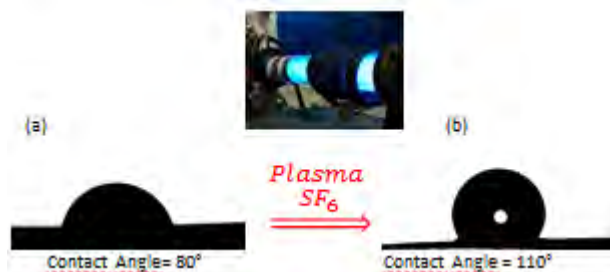 (a)
(b)
Plasma
SF₆
Contact Angle= 80°
Contact Angle = 110°